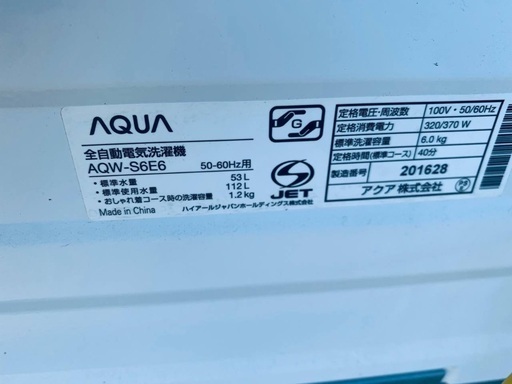 AQUA
全自動電気洗濯機
AQW-S6E6 50-60Hz用
・標準水量 53 L
・標準使用水量 112 L
・おしゃれ着コース時の洗濯容量 1.2 kg
Made in China
ハイアールジャパンホールディングス株式会社
G
S
JET
定格電圧・周波数 100V・50/60Hz
定格消費電力 320/370 W
標準洗濯容量 6.0 kg
定格時間(標準コース) 40分
製造番号 201628
アクア 株式会社